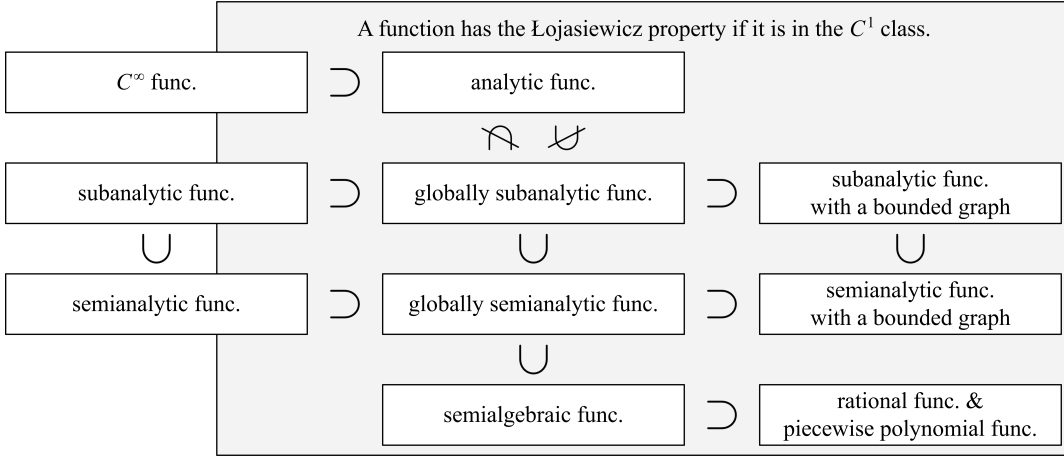 A function has the Łojasiewicz property if it is in the C¹ class.
C∞ func. ⊃ analytic func.
⊄ ⊅
subanalytic func. ⊃ globally subanalytic func. ⊃ subanalytic func.
with a bounded graph
∪ ∪ ∪
semianalytic func. ⊃ globally semianalytic func. ⊃ semianalytic func.
with a bounded graph
∪
semialgebraic func. ⊃ rational func. &
piecewise polynomial func.